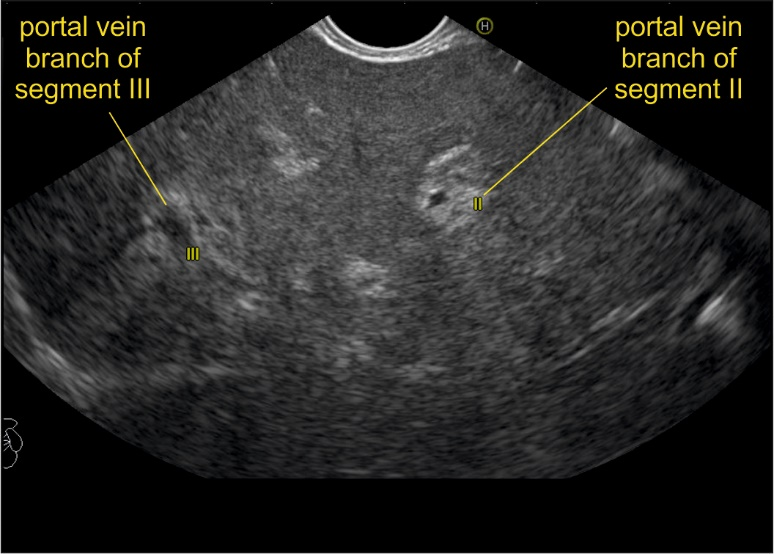 portal vein
branch of
segment III
portal vein
branch of
segment II
H
II
III